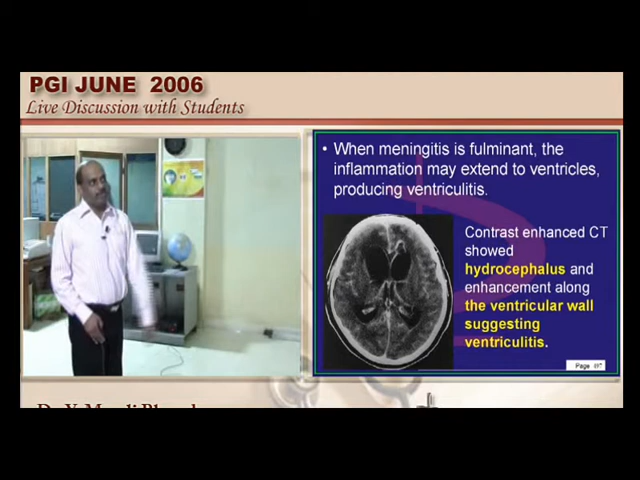 PGI JUNE 2006
Live Discussion with Students
• When meningitis is fulminant, the
inflammation may extend to ventricles,
producing ventriculitis.
Contrast enhanced CT
showed
hydrocephalus and
enhancement along
the ventricular wall
suggesting
ventriculitis.
Page